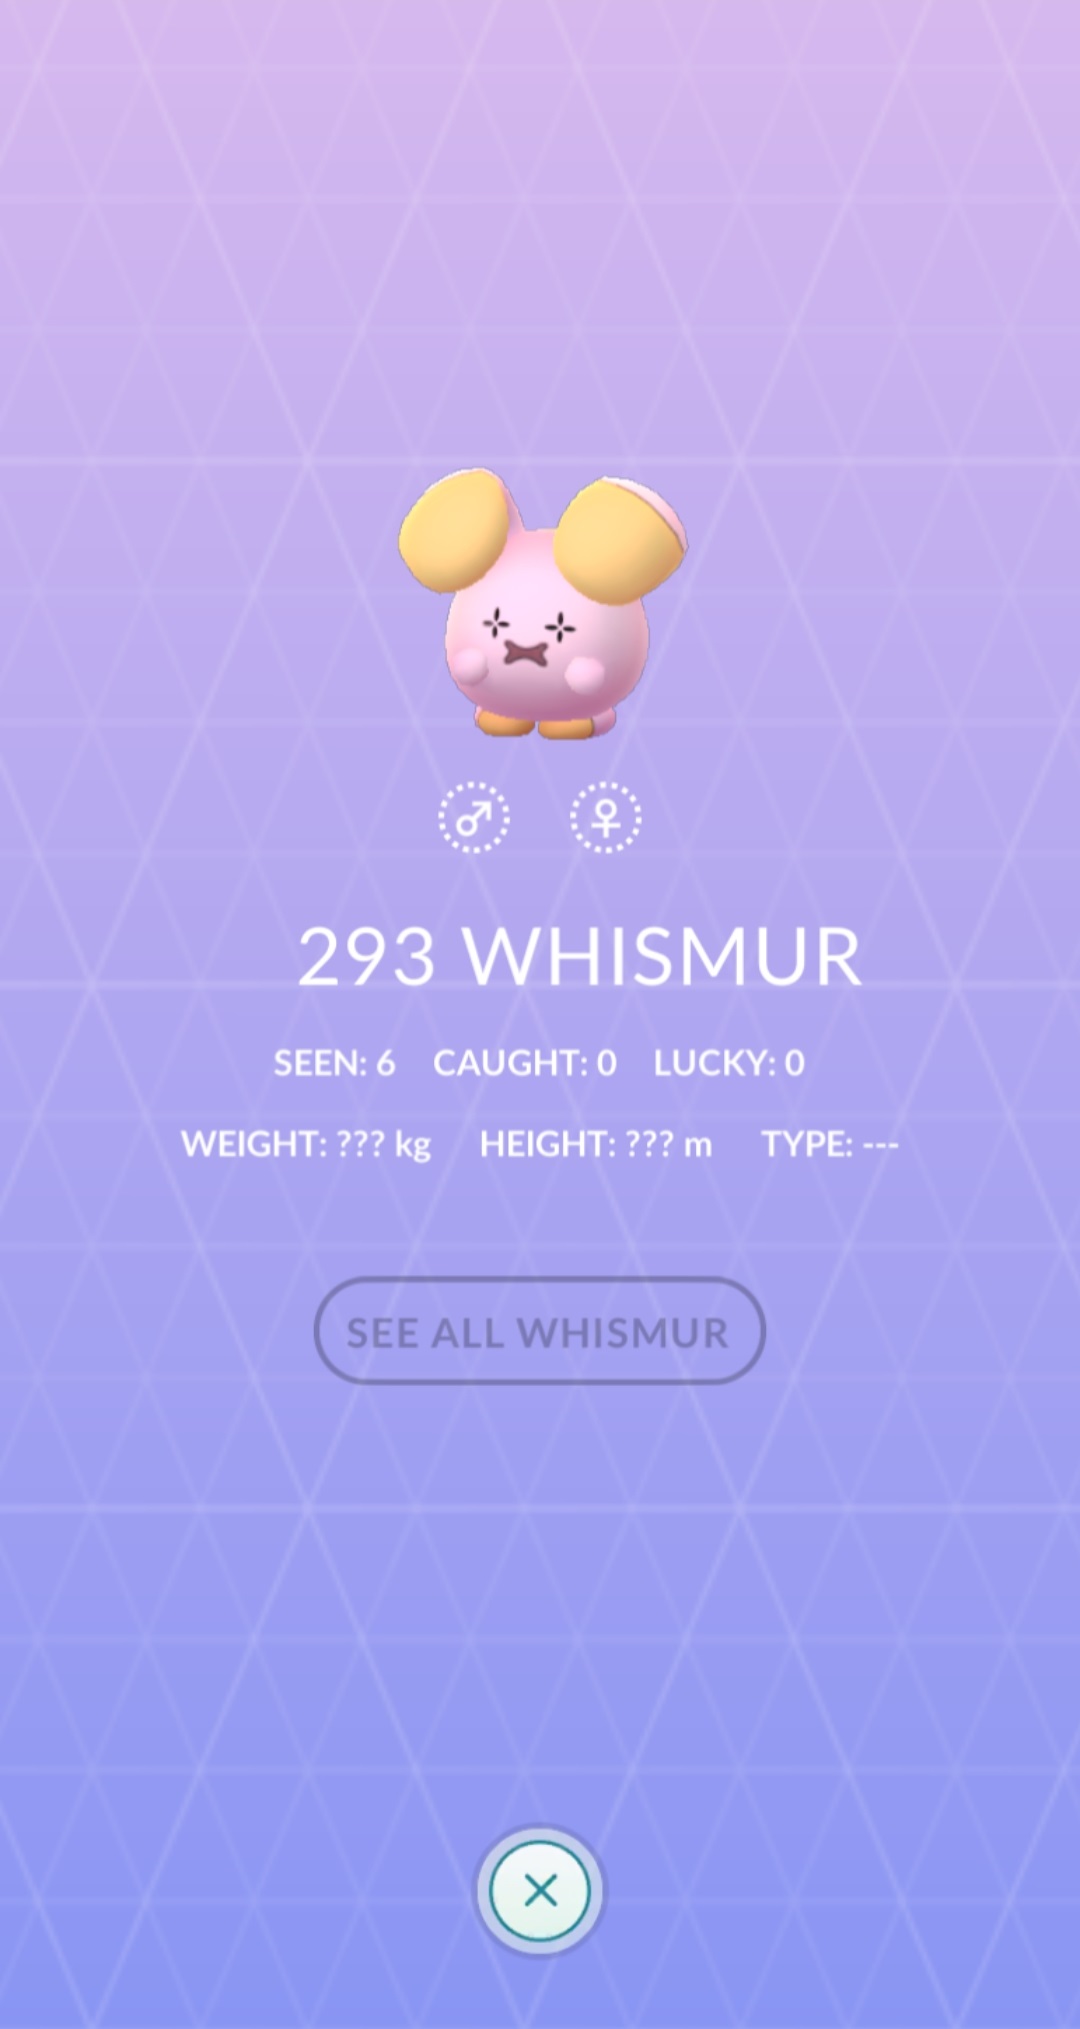 293 WHISMUR
SEEN: 6 CAUGHT: 0 LUCKY: 0
WEIGHT: ??? kg HEIGHT: ??? m TYPE: ---
SEE ALL WHISMUR